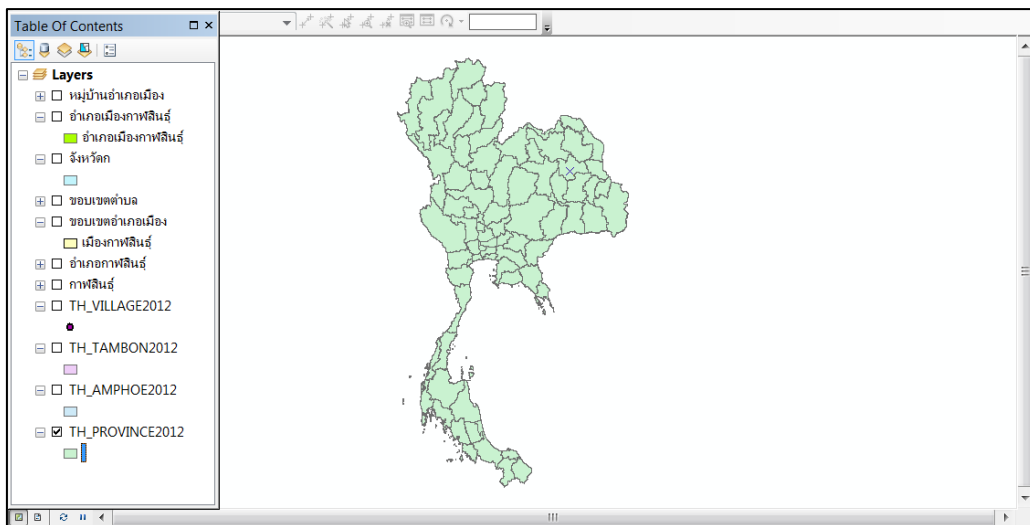 Table Of Contents
Layers
หมู่บ้านอำเภอเมือง
อำเภอเมืองกาฬสินธุ์
อำเภอเมืองกาฬสินธุ์
จังหวัดก
ขอบเขตตำบล
ขอบเขตอำเภอเมือง
เมืองกาฬสินธุ์
อำเภอกาฬสินธุ์
กาฬสินธุ์
TH_VILLAGE2012
TH_TAMBON2012
TH_AMPHOE2012
TH_PROVINCE2012